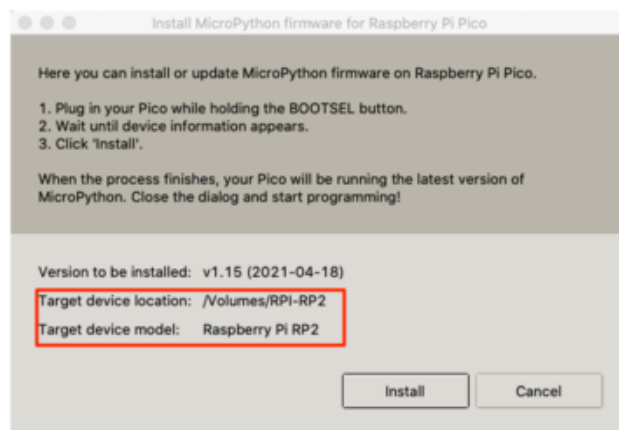 Install MicroPython firmware for Raspberry Pi Pico
Here you can install or update MicroPython firmware on Raspberry Pi Pico.
1. Plug in your Pico while holding the BOOTSEL button.
2. Wait until device information appears.
3. Click 'Install'.
When the process finishes, your Pico will be running the latest version of
MicroPython. Close the dialog and start programming!
Version to be installed: v1.15 (2021-04-18)
Target device location: /Volumes/RPI-RP2
Target device model: Raspberry Pi RP2
Install Cancel